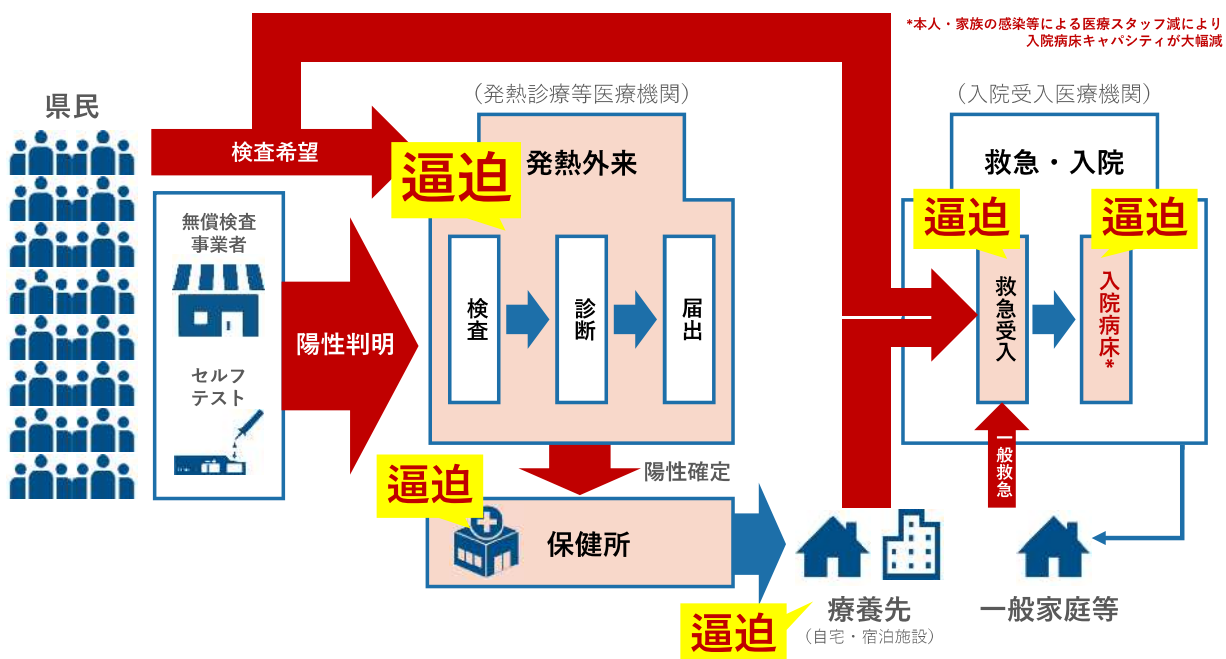 *本人・家族の感染等による医療スタッフ減により
入院病床キャパシティが大幅減
県民
検査希望
無償検査
事業者
セルフ
テスト
陽性判明
（発熱診療等医療機関）
逼迫
発熱外来
検査
診断
届出
陽性確定
逼迫
保健所
逼迫
療養先
（自宅・宿泊施設）
（入院受入医療機関）
救急・入院
逼迫
逼迫
救急受入
入院病床*
一般救急
一般家庭等